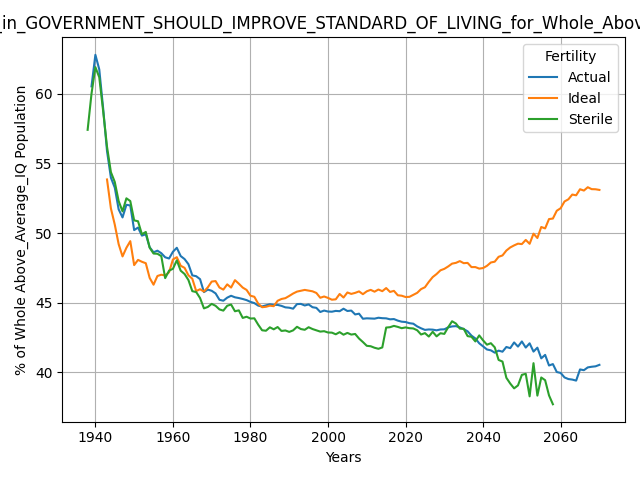 _in_GOVERNMENT_SHOULD_IMPROVE_STANDARD_OF_LIVING_for_Whole_Abov
Fertility
Actual
Ideal
Sterile
% of Whole Above_Average_IQ Population
60
55
50
45
40
1940 1960 1980 2000 2020 2040 2060
Years